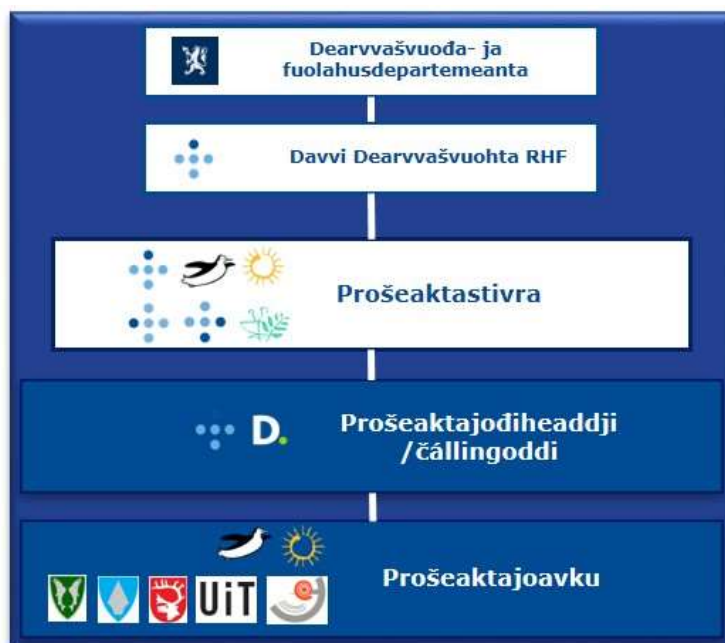 Dearvvašvuođa- ja
fuolahusdepartemeanta
Davvi Dearvvašvuohta RHF
Prošeaktastivra
D.
Prošeaktajođiheaddji
/čállingoddi
UiT
Prošeaktajoavku